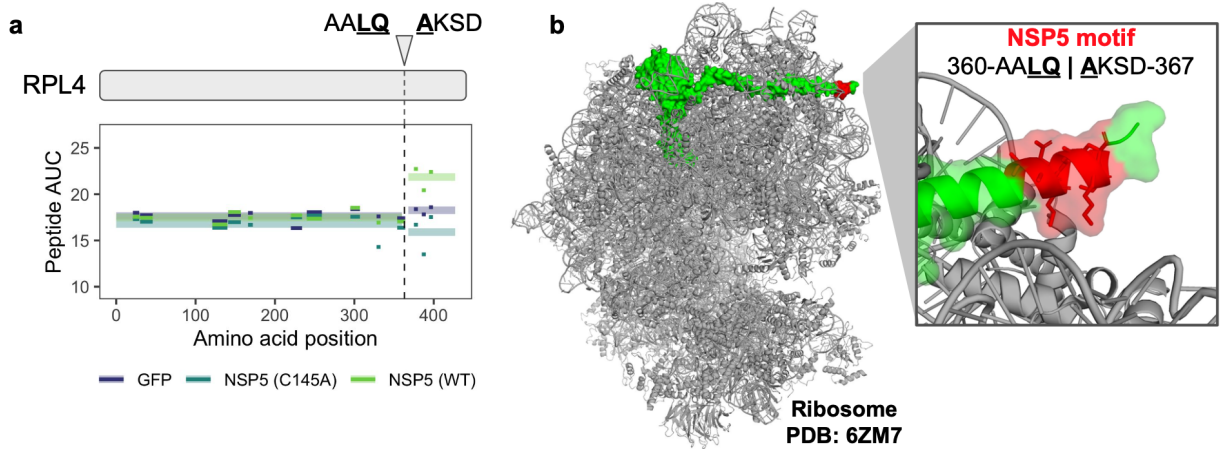 a
AALQ AKSD
RPL4
Peptide AUC
25
20
15
10
0 100 200 300 400
Amino acid position
GFP NSP5 (C145A) NSP5 (WT)
b
NSP5 motif
360-AALQ | AKSD-367
Ribosome
PDB: 6ZM7